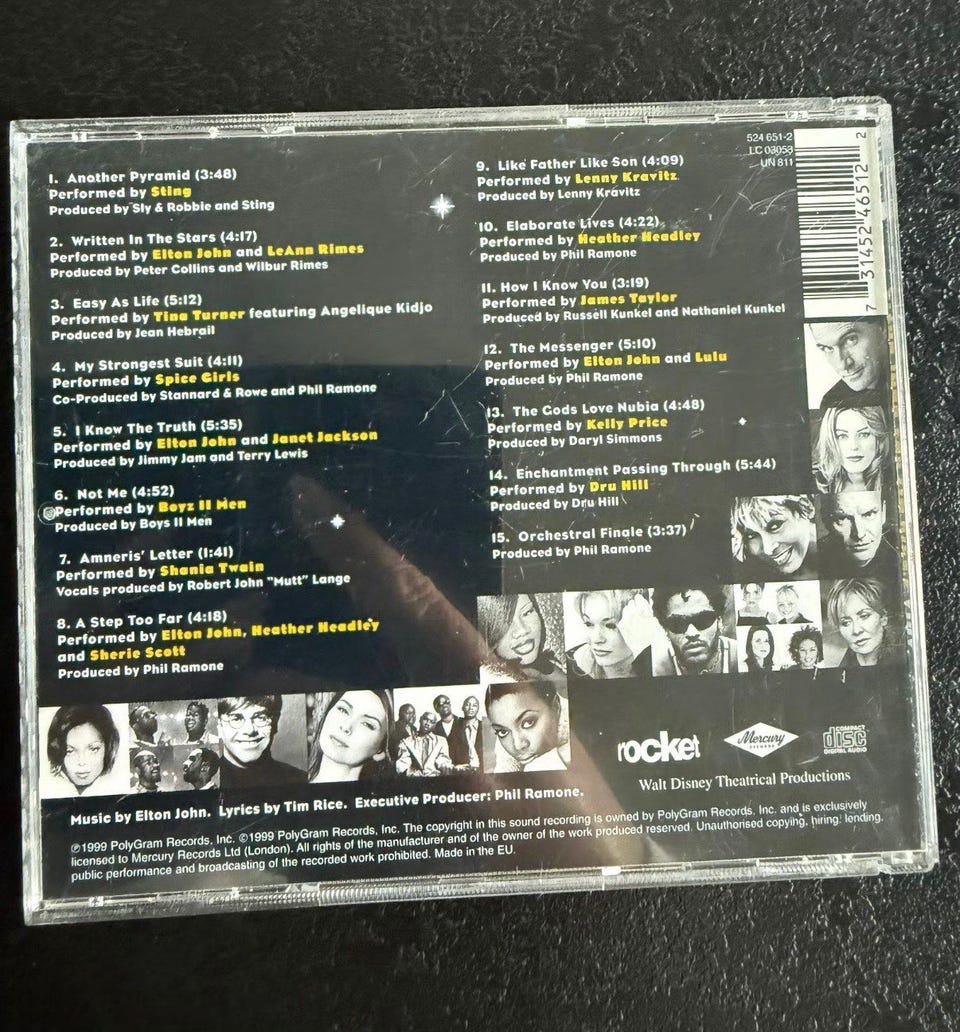 1. Another Pyramid (3:48)
Performed by Sting
Produced by Sly & Robbie and Sting
2. Written In The Stars (4:17)
Performed by Elton John and LeAnn Rimes
Produced by Peter Collins and Wilbur Rimes
3. Easy As Life (5:12)
Performed by Tina Turner featuring Angelique Kidjo
Produced by Jean Hebrail
4. My Strongest Suit (4:11)
Performed by Spice Girls
Co-Produced by Stannard & Rowe and Phil Ramone
5. I Know The Truth (5:35)
Performed by Elton John and Janet Jackson
Produced by Jimmy Jam and Terry Lewis
6. Not Me (4:52)
Performed by Boyz II Men
Produced by Boys II Men
7. Amneris' Letter (1:41)
Performed by Shania Twain
Vocals produced by Robert John "Mutt" Lange
8. A Step Too Far (4:18)
Performed by Elton John, Heather Headley
and Sherie Scott
Produced by Phil Ramone
9. Like Father Like Son (4:09)
Performed by Lenny Kravitz
Produced by Lenny Kravitz
10. Elaborate Lives (4:22)
Performed by Heather Headley
Produced by Phil Ramone
11. How I Know You (3:19)
Performed by James Taylor
Produced by Russell Kunkel and Nathaniel Kunkel
12. The Messenger (5:10)
Performed by Elton John and Lulu
Produced by Phil Ramone
13. The Gods Love Nubia (4:48)
Performed by Kelly Price
Produced by Daryl Simmons
14. Enchantment Passing Through (5:44)
Performed by Dru Hill
Produced by Dru Hill
15. Orchestral Finale (3:37)
Produced by Phil Ramone
524 651-2
LC 03053
UN 811
7 31452 46512 2
rocket
Mercury
RECORDS
COMPACT
disc
DIGITAL AUDIO
Walt Disney Theatrical Productions
Music by Elton John. Lyrics by Tim Rice. Executive Producer: Phil Ramone.
℗1999 PolyGram Records, Inc. ©1999 PolyGram Records, Inc. The copyright in this sound recording is owned by PolyGram Records, Inc. and is exclusively
licensed to Mercury Records Ltd (London). All rights of the manufacturer and of the owner of the work produced reserved. Unauthorised copying, hiring, lending,
public performance and broadcasting of the recorded work prohibited. Made in the EU.